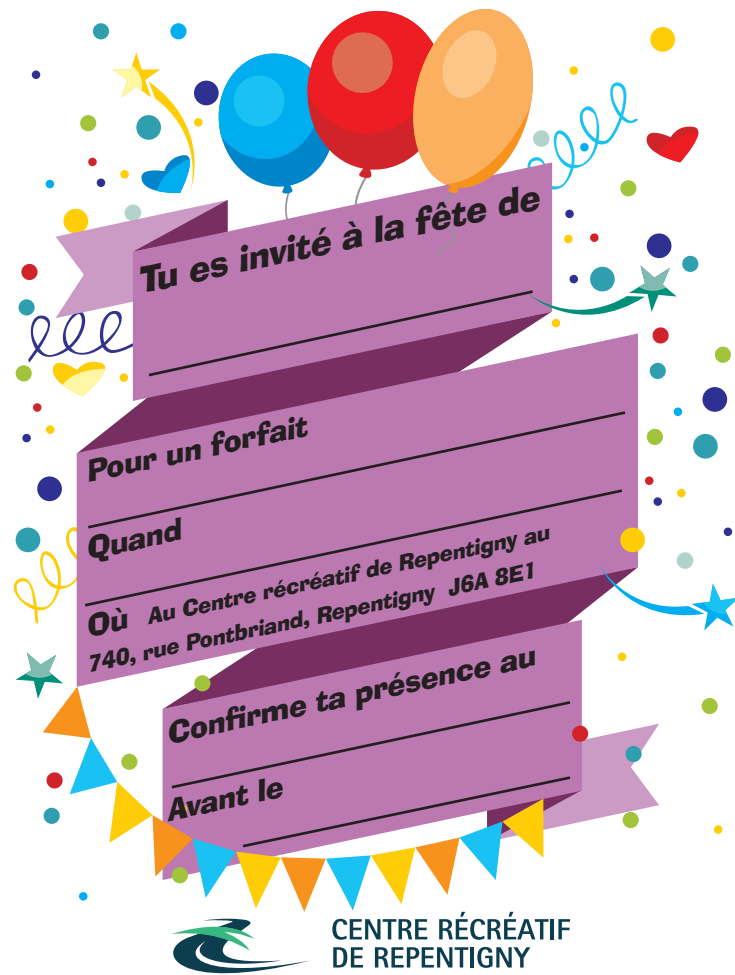 Tu es invité à la fête de
Pour un forfait
Quand
Où Au Centre récréatif de Repentigny au
740, rue Pontbriand, Repentigny J6A 8E1
Confirme ta présence au
Avant le
CENTRE RÉCRÉATIF
DE REPENTIGNY